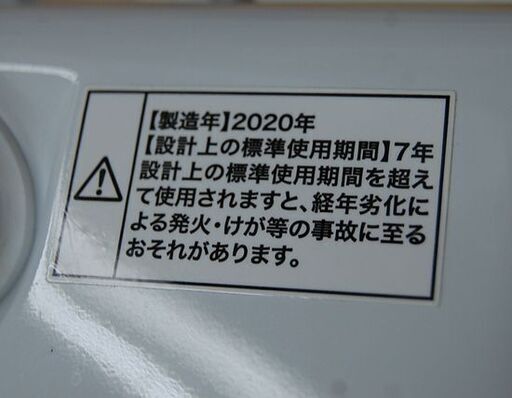 【製造年】2020年
【設計上の標準使用期間】7年
設計上の標準使用期間を超え
て使用されますと、経年劣化に
よる発火・けが等の事故に至る
おそれがあります。